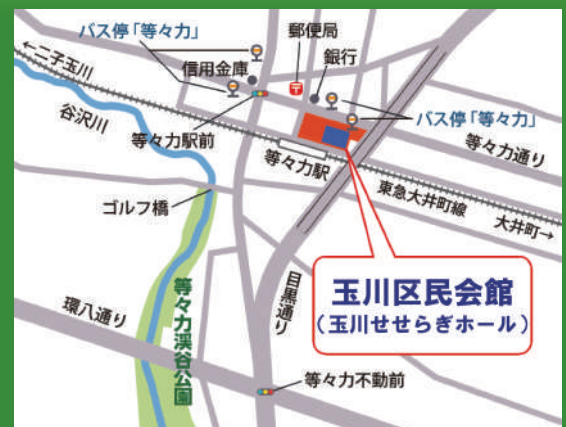 バス停「等々力」
郵便局
信用金庫
銀行
←二子玉川
谷沢川
等々力駅前
バス停「等々力」
等々力通り
等々力駅
東急大井町線
大井町→
ゴルフ橋
玉川区民会館
(玉川せせらぎホール)
等々力渓谷公園
目黒通り
環八通り
等々力不動前